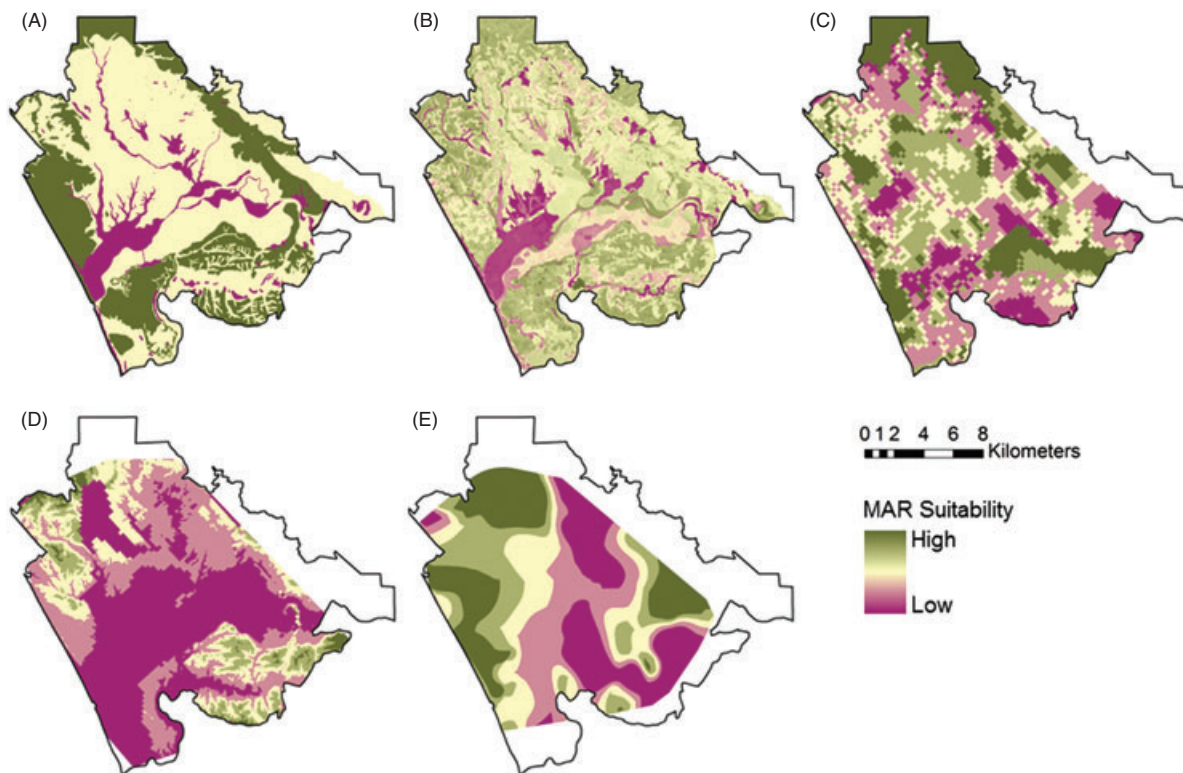 (A)
(B)
(C)
(D)
(E)
0 1 2 4 6 8
Kilometers
MAR Suitability
High
Low